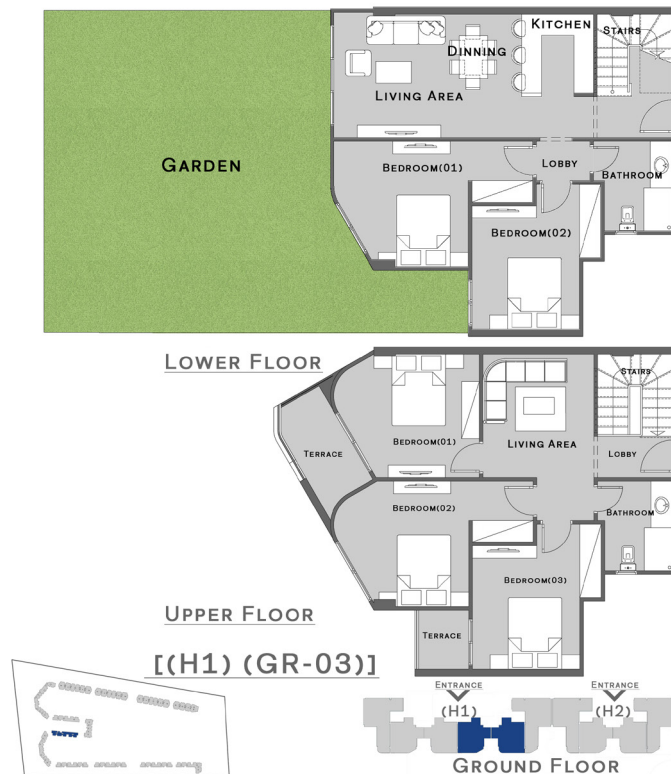 KITCHEN
STAIRS
DINNING
LIVING AREA
GARDEN
BEDROOM(01)
LOBBY
BATHROOM
BEDROOM(02)
LOWER FLOOR
STAIRS
BEDROOM(01)
LIVING AREA
TERRACE
LOBBY
BEDROOM(02)
BATHROOM
BEDROOM(03)
UPPER FLOOR
TERRACE
[(H1) (GR-03)]
ENTRANCE
ENTRANCE
(H1)
(H2)
GROUND FLOOR